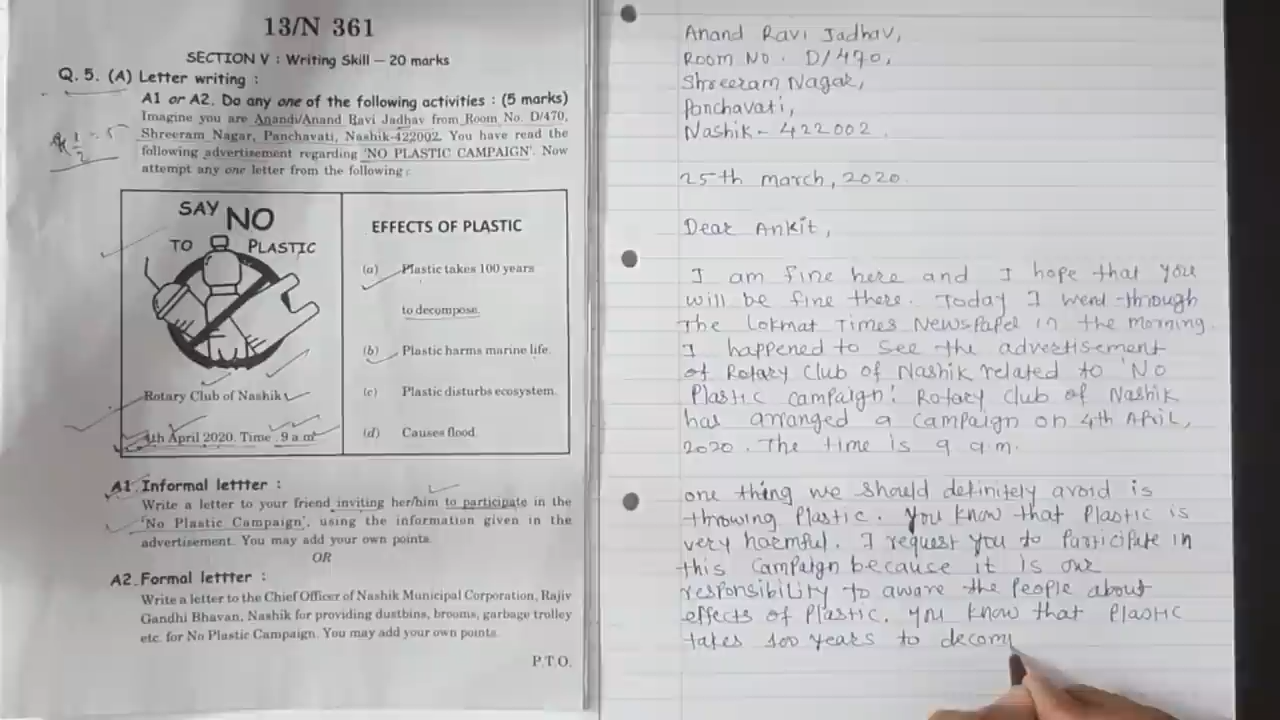 13/N 361
SECTION V : Writing Skill – 20 marks
Q. 5. (A) Letter writing :
A1 or A2. Do any one of the following activities : (5 marks)
Imagine you are Anandi/Anand Ravi Jadhav from Room No. D/470,
Shreeram Nagar, Panchavati, Nashik-422002. You have read the
following advertisement regarding 'NO PLASTIC CAMPAIGN'. Now
attempt any one letter from the following :
SAY NO
TO PLASTIC
Rotary Club of Nashik
4th April 2020. Time : 9 a.m.
EFFECTS OF PLASTIC
(a) Plastic takes 100 years
to decompose.
(b) Plastic harms marine life.
(c) Plastic disturbs ecosystem.
(d) Causes flood.
A1. Informal lettter :
Write a letter to your friend inviting her/him to participate in the
'No Plastic Campaign', using the information given in the
advertisement. You may add your own points.
OR
A2. Formal lettter :
Write a letter to the Chief Officer of Nashik Municipal Corporation, Rajiv
Gandhi Bhavan, Nashik for providing dustbins, brooms, garbage trolley
etc. for No Plastic Campaign. You may add your own points.
P.T.O.
Anand Ravi Jadhav,
Room No. D/470,
Shreeram Nagar,
Panchavati,
Nashik - 422002.
25th march, 2020.
Dear Ankit,
I am fine here and I hope that you
will be fine there. Today I went through
The Lokmat Times Newspaper in the morning.
I happened to see the advertisement
of Rotary Club of Nashik related to 'No
Plastic campaign'. Rotary club of Nashik
has arranged a campaign on 4th April,
2020. The time is 9 a.m.
one thing we should definitely avoid is
throwing Plastic. You know that Plastic is
very harmful. I request you to Participate in
this campaign because it is our
responsibility to aware the People about
effects of Plastic. you know that Plastic
takes 100 years to decom